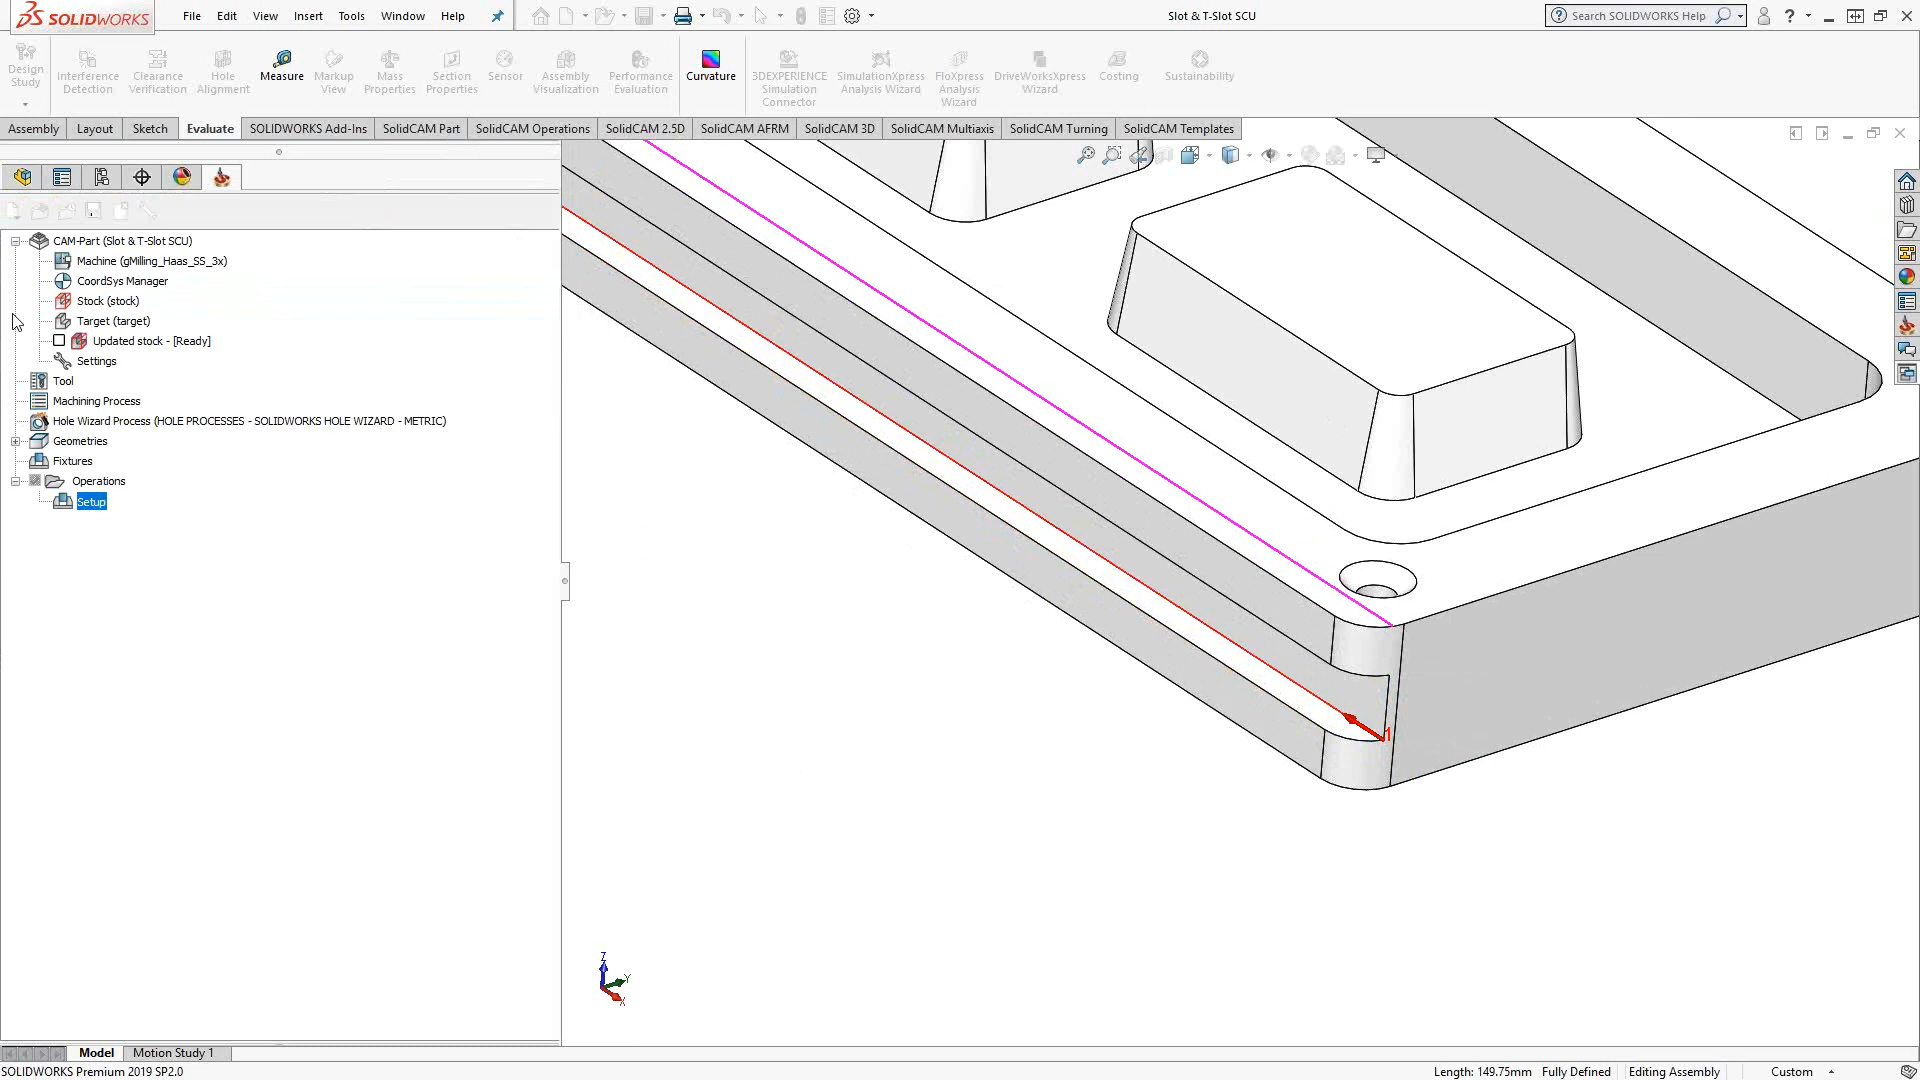 SOLIDWORKS
File Edit View Insert Tools Window Help
Slot & T-Slot SCU
Search SOLIDWORKS Help
?
Design Study
Interference Detection
Clearance Verification
Hole Alignment
Measure
Markup View
Mass Properties
Section Properties
Sensor
Assembly Visualization
Performance Evaluation
Curvature
3DEXPERIENCE Simulation Connector
SimulationXpress Analysis Wizard
FloXpress Analysis Wizard
DriveWorksXpress Wizard
Costing
Sustainability
Assembly Layout Sketch Evaluate SOLIDWORKS Add-Ins SolidCAM Part SolidCAM Operations SolidCAM 2.5D SolidCAM AFRM SolidCAM 3D SolidCAM Multiaxis SolidCAM Turning SolidCAM Templates
CAM-Part (Slot & T-Slot SCU)
Machine (gMilling_Haas_SS_3x)
CoordSys Manager
Stock (stock)
Target (target)
Updated stock - [Ready]
Settings
Tool
Machining Process
Hole Wizard Process (HOLE PROCESSES - SOLIDWORKS HOLE WIZARD - METRIC)
Geometries
Fixtures
Operations
Setup
1
Z
Y
X
Model Motion Study 1
SOLIDWORKS Premium 2019 SP2.0
Length: 149.75mm Fully Defined Editing Assembly Custom